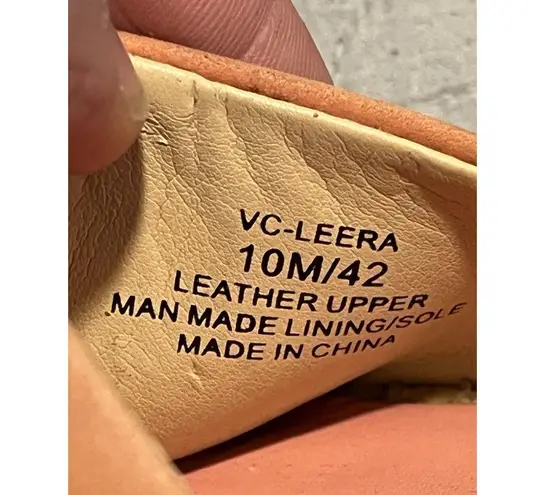 VC-LEERA
10M/42
LEATHER UPPER
MAN MADE LINING/SOLE
MADE IN CHINA